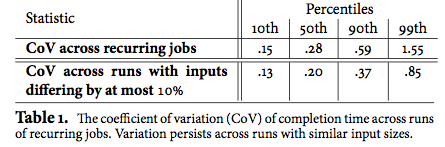 Statistic Percentiles
10th 50th 90th 99th
CoV across recurring jobs .15 .28 .59 1.55
CoV across runs with inputs differing by at most 10% .13 .20 .37 .85
Table 1. The coefficient of variation (CoV) of completion time across runs
of recurring jobs. Variation persists across runs with similar input sizes.